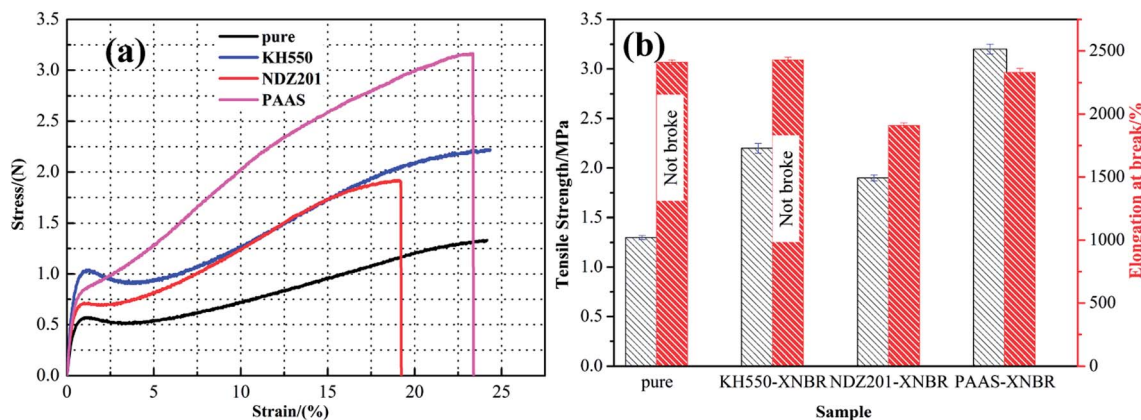 (a)
pure
KH550
NDZ201
PAAS
3.5
3.0
2.5
2.0
1.5
1.0
0.5
0.0
Stress/(N)
0 5 10 15 20 25
Strain/(%)
(b)
3.5
3.0
2.5
2.0
1.5
1.0
0.5
0.0
Tensile Strength/MPa
Not broke
Not broke
2500
2000
1500
1000
500
0
Elongation at break/%
pure KH550-XNBR NDZ201-XNBR PAAS-XNBR
Sample